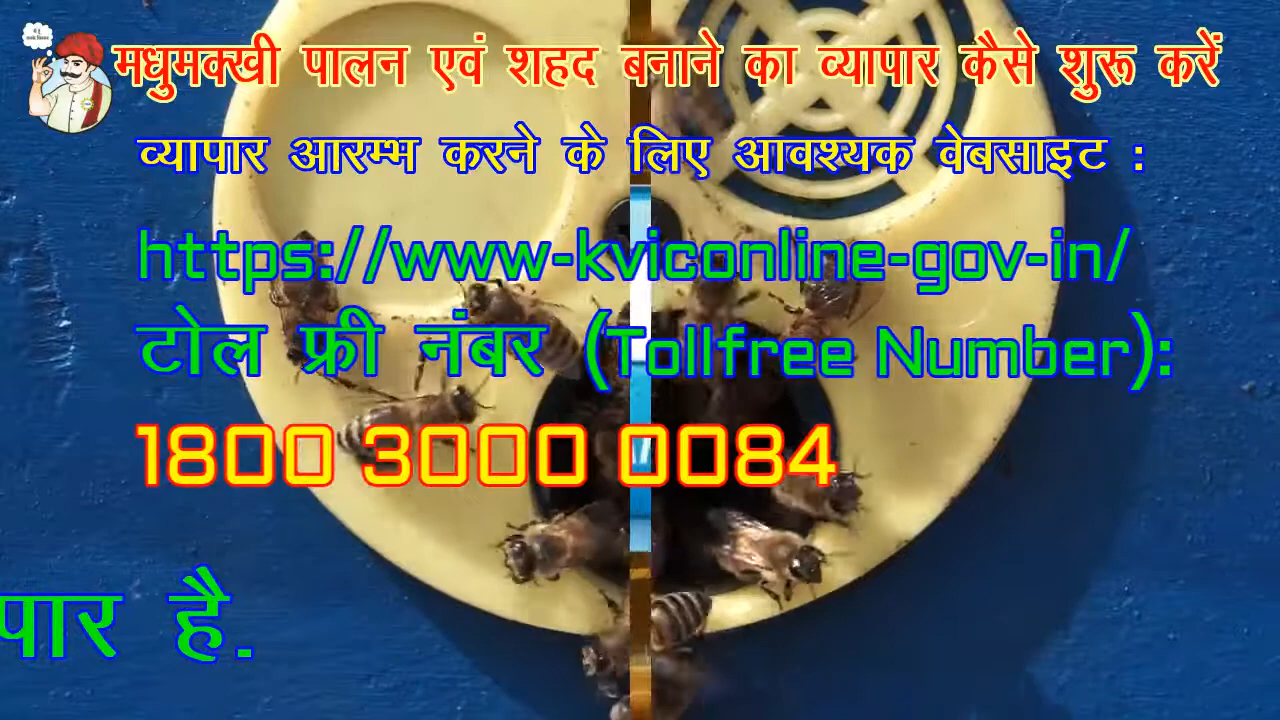 मधुमक्खी पालन एवं शहद बनाने का व्यापार कैसे शुरू करें
व्यापार आरम्भ करने के लिए आवश्यक वेबसाइट :
https://www-kviconline-gov-in/
टोल फ्री नंबर (Tollfree Number):
1800 3000 0084
पार है.